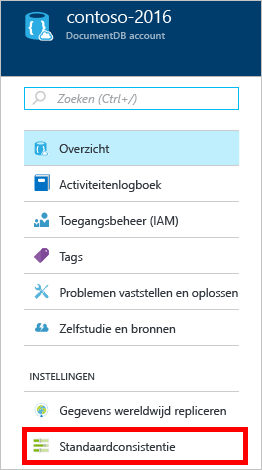 contoso-2016
DocumentDB account
Zoeken (Ctrl+/)
Overzicht
Activiteitenlogboek
Toegangsbeheer (IAM)
Tags
Problemen vaststellen en oplossen
Zelfstudie en bronnen
INSTELLINGEN
Gegevens wereldwijd repliceren
Standaardconsistentie